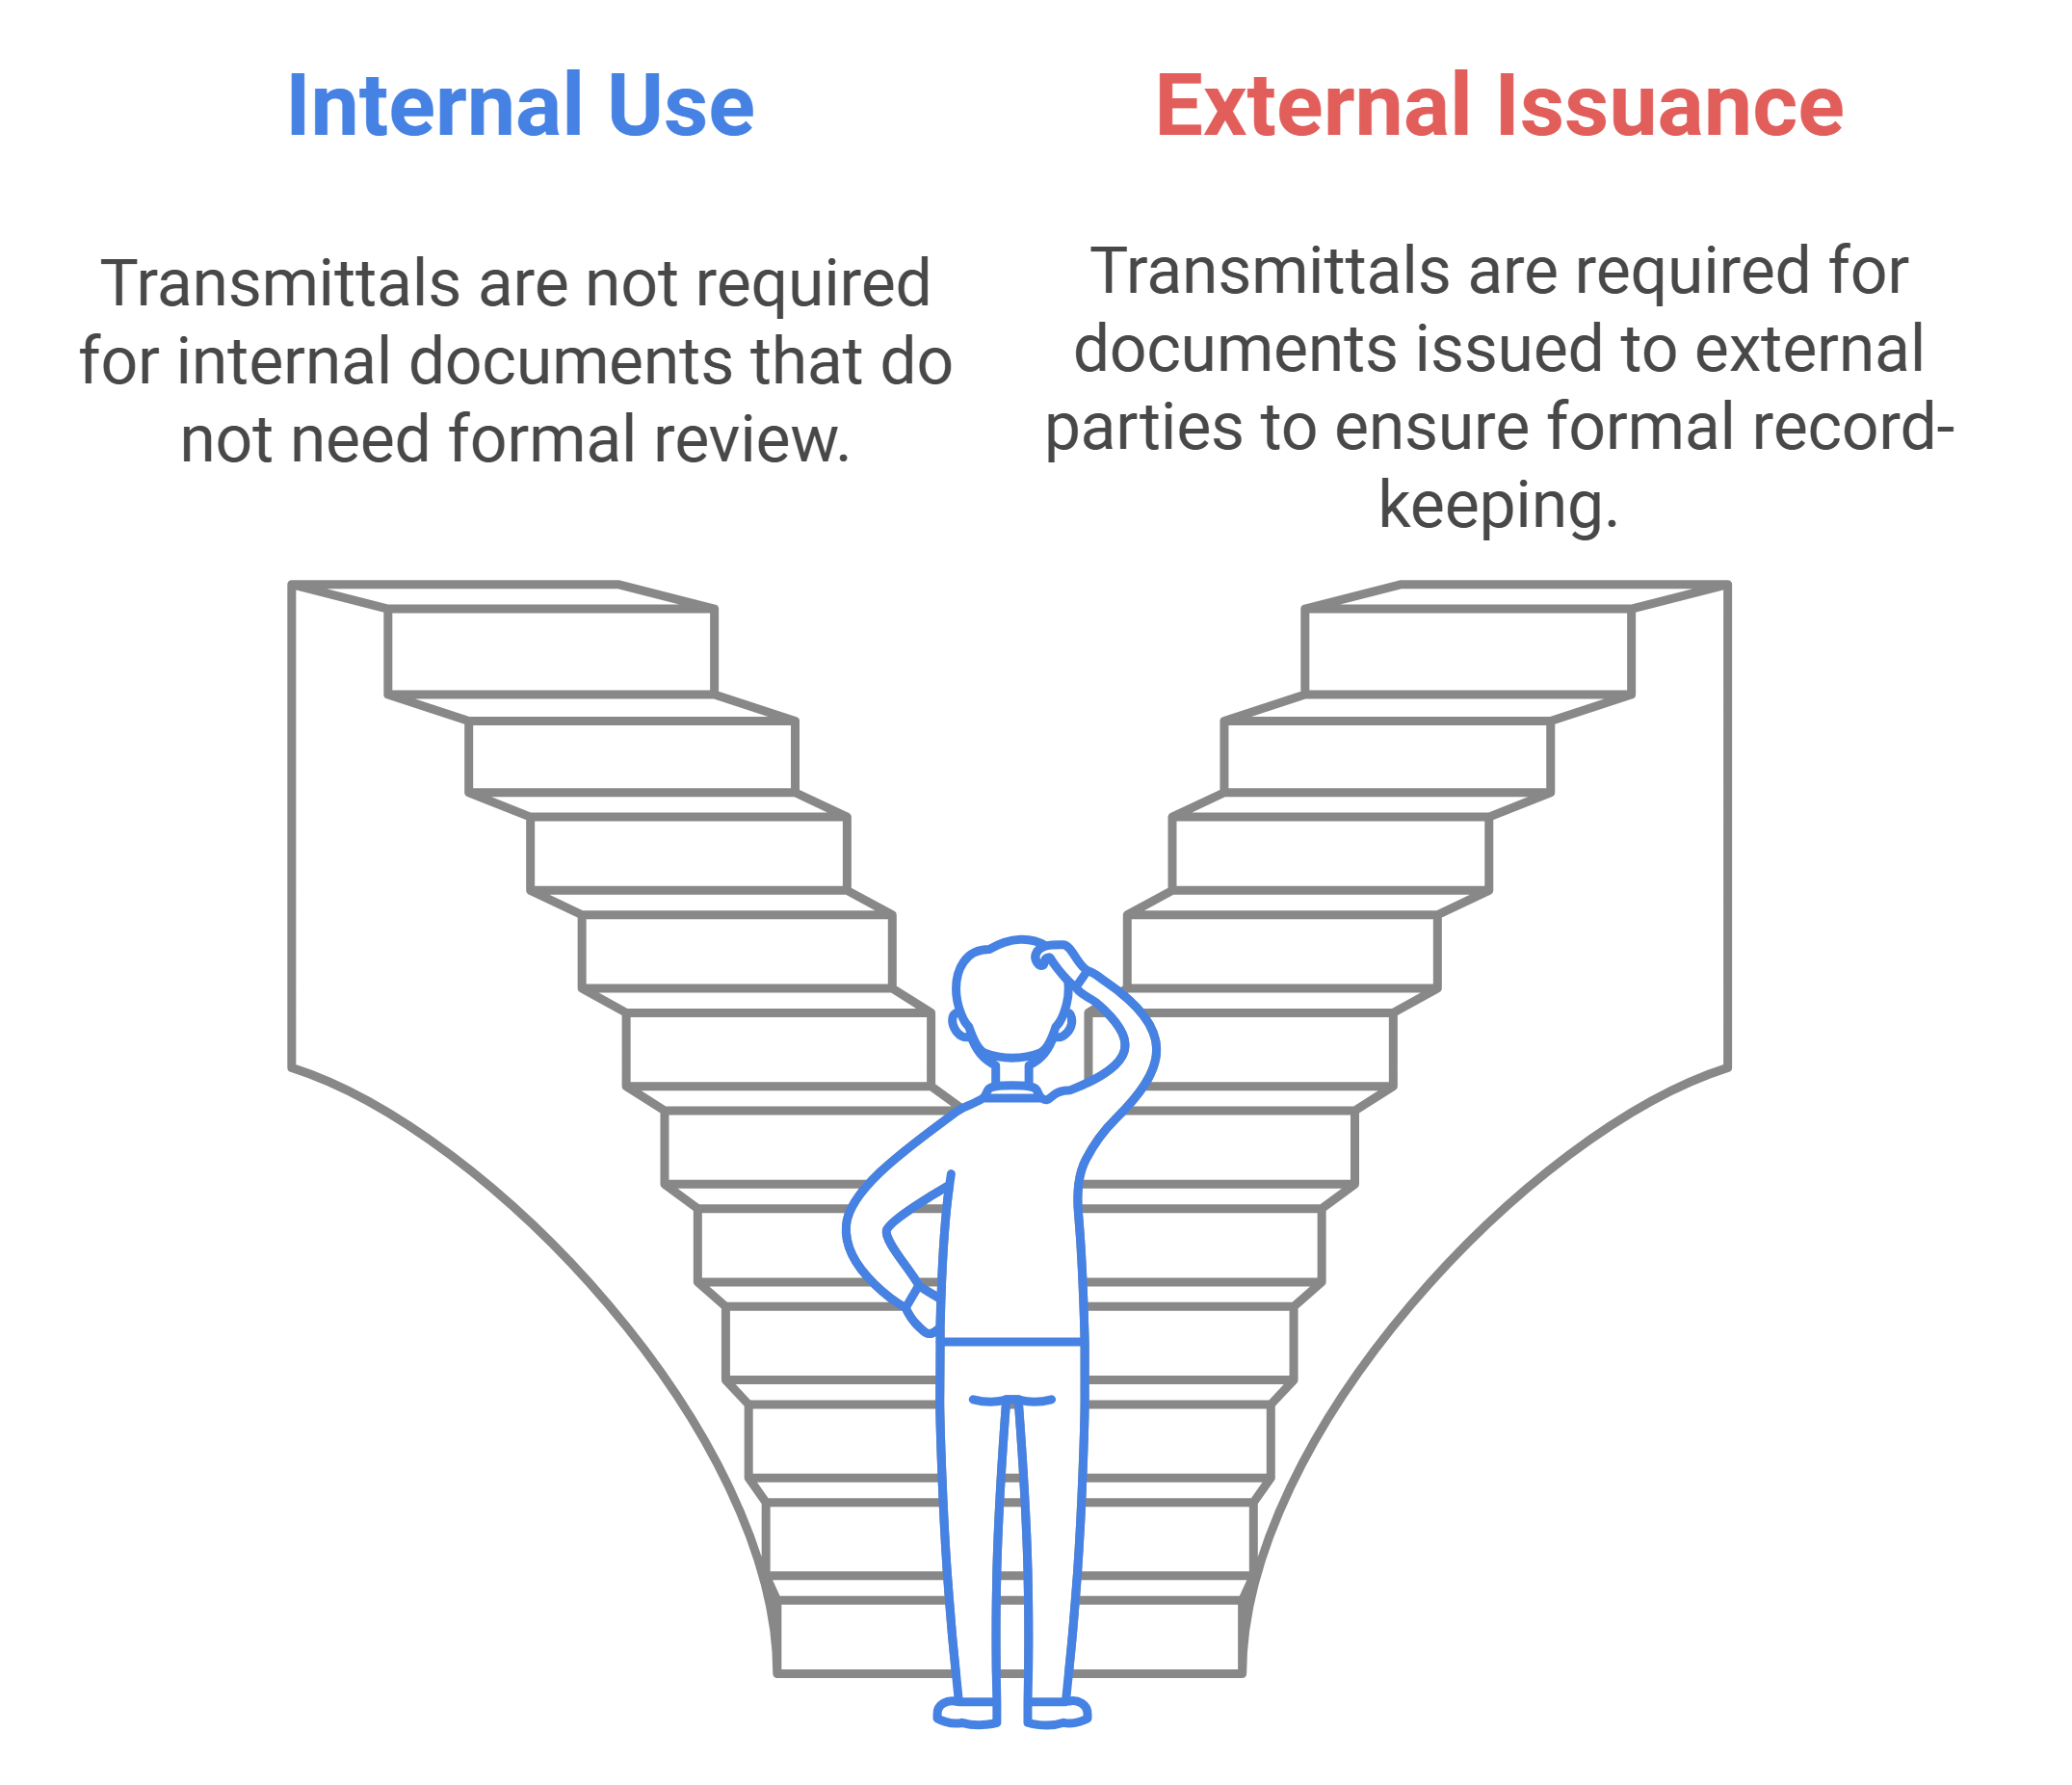 Internal Use
Transmittals are not required
for internal documents that do
not need formal review.
External Issuance
Transmittals are required for
documents issued to external
parties to ensure formal record-
keeping.